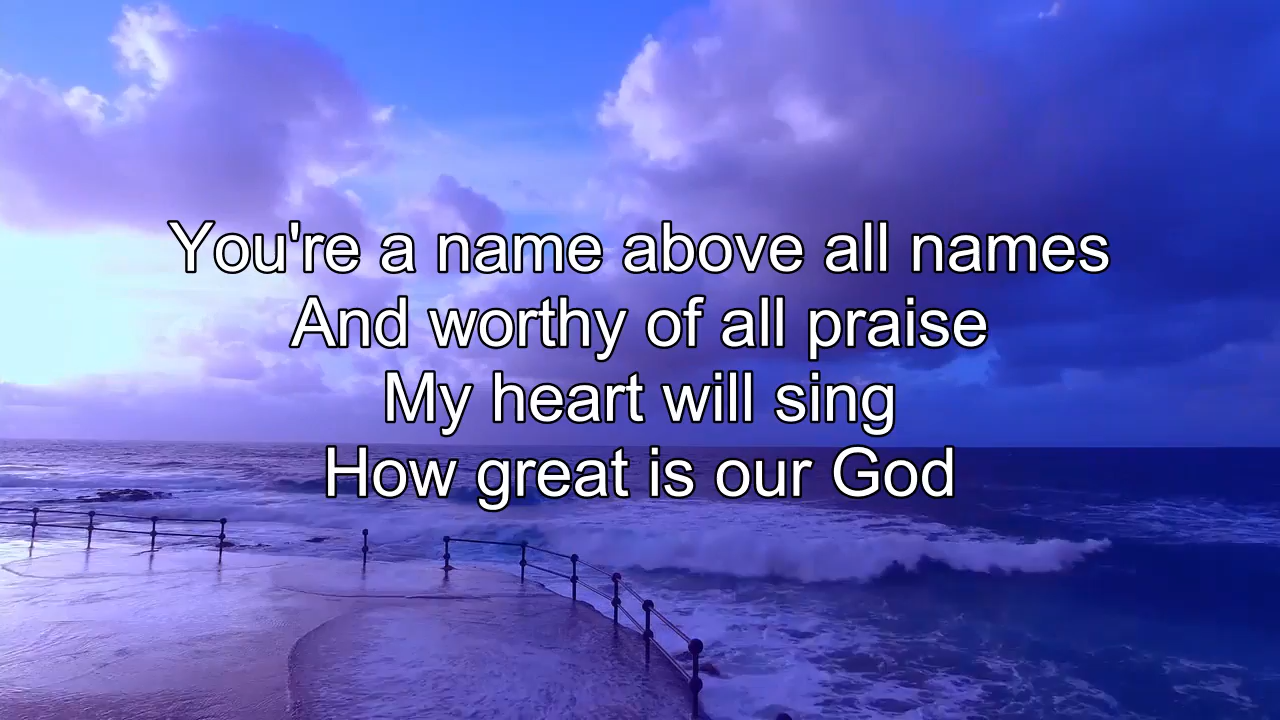 You're a name above all names
And worthy of all praise
My heart will sing
How great is our God